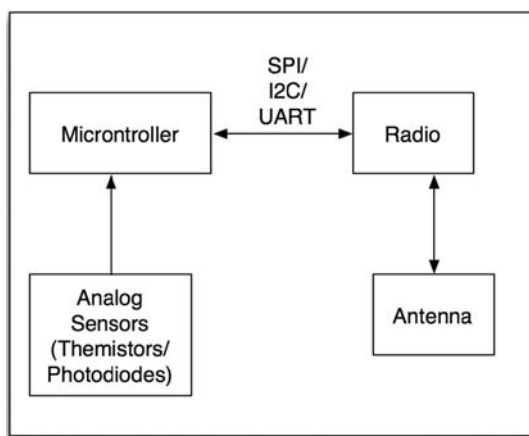 SPI/
I2C/
UART
Microntroller
Radio
Analog
Sensors
(Themistors/
Photodiodes)
Antenna